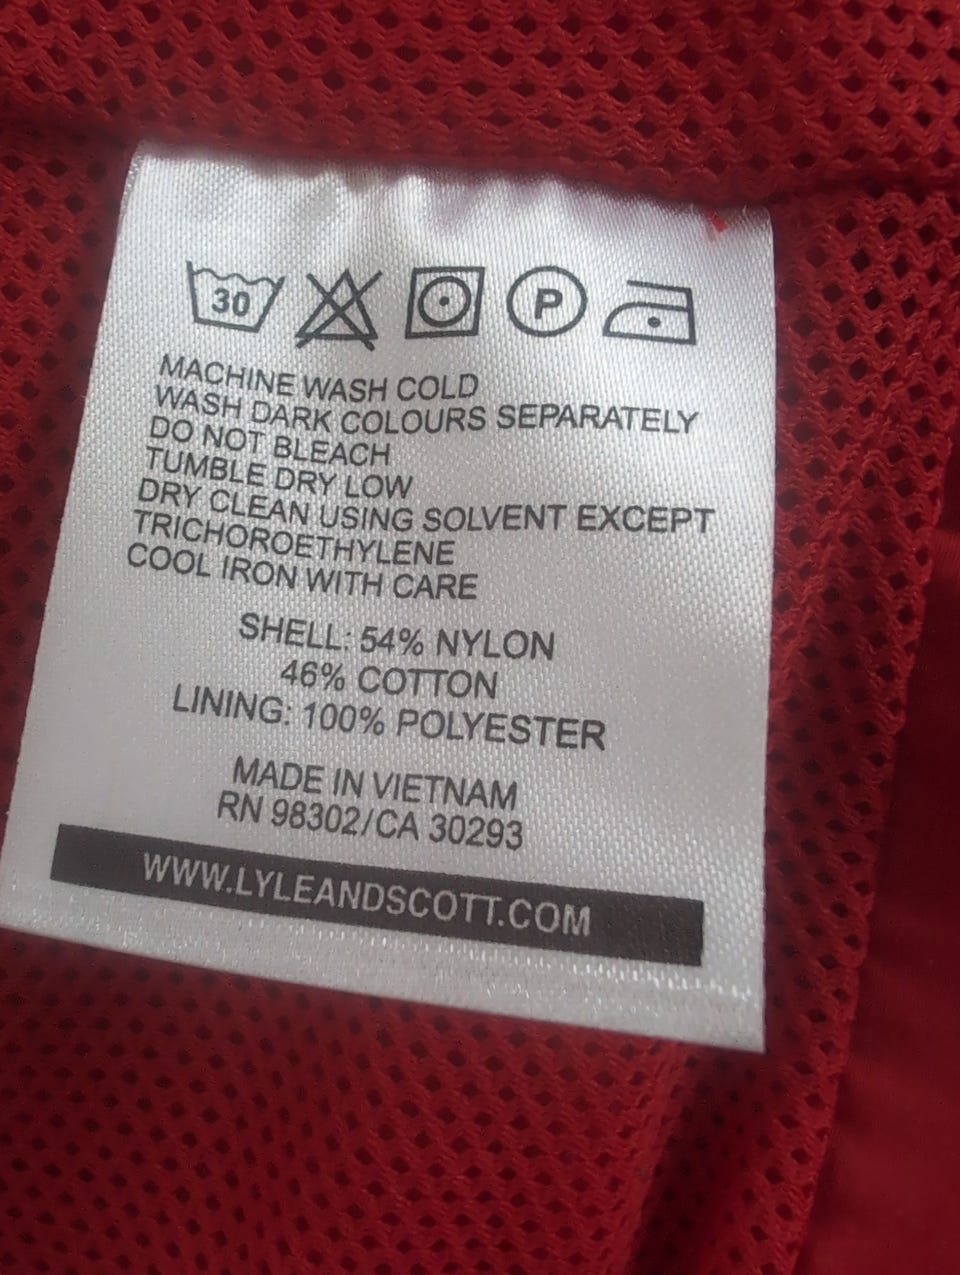 30
P
MACHINE WASH COLD
WASH DARK COLOURS SEPARATELY
DO NOT BLEACH
TUMBLE DRY LOW
DRY CLEAN USING SOLVENT EXCEPT
TRICHOROETHYLENE
COOL IRON WITH CARE
SHELL: 54% NYLON
46% COTTON
LINING: 100% POLYESTER
MADE IN VIETNAM
RN 98302/CA 30293
WWW.LYLEANDSCOTT.COM